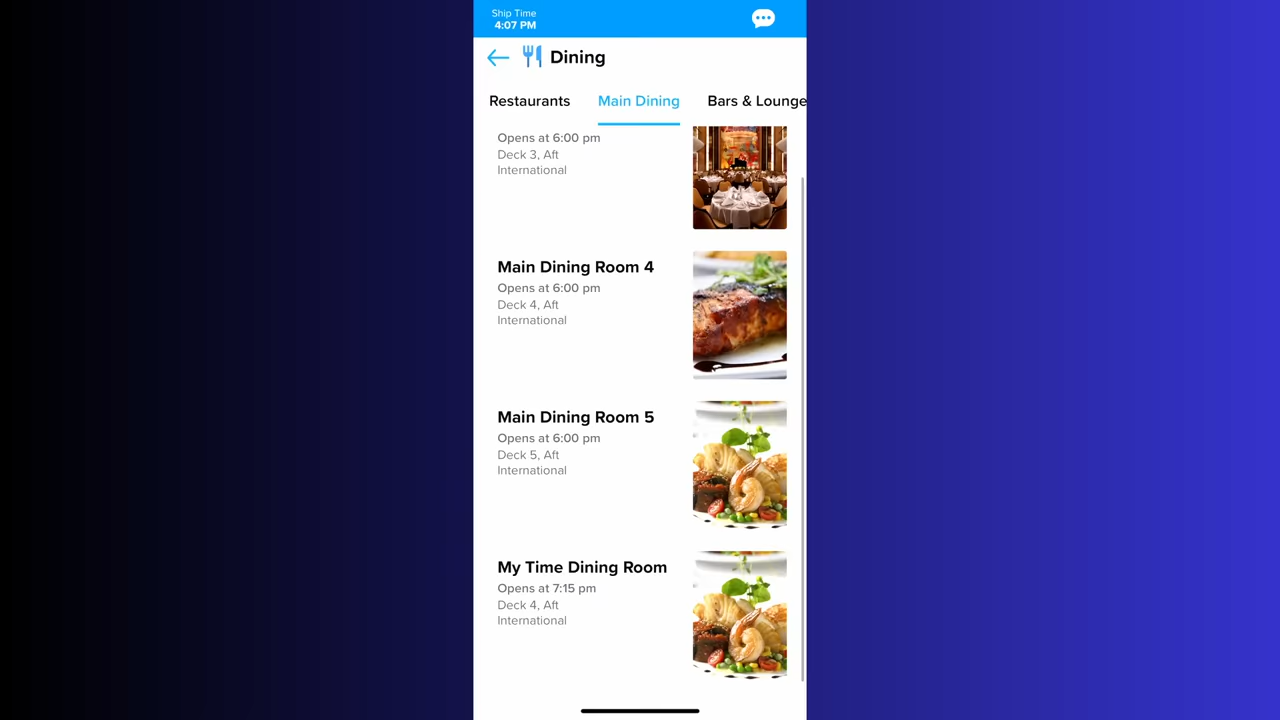 Ship Time
4:07 PM
Dining
Restaurants Main Dining Bars & Lounge
Opens at 6:00 pm
Deck 3, Aft
International
Main Dining Room 4
Opens at 6:00 pm
Deck 4, Aft
International
Main Dining Room 5
Opens at 6:00 pm
Deck 5, Aft
International
My Time Dining Room
Opens at 7:15 pm
Deck 4, Aft
International